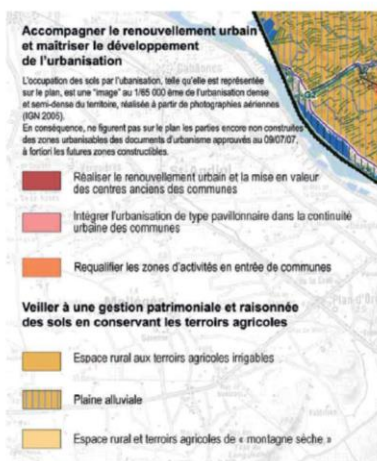 Accompagner le renouvellement urbain
et maîtriser le développement
de l'urbanisation
L'occupation des sols par l'ubanisation, telle qu'elle est représentée
sur le plan, est une "image" au 1/65 000 ème de l'urbanisation dense
et semi-dense du territoire, réalisée à partir de photographies aériennes
(IGN 2005).
En conséquence, ne figurent pas sur le plan les parties encore non construites
des zones urbanisables des documents d'urbanisme approuvés au 09/07/07,
à fortiori les futures zones constructibles.
Réaliser le renouvellement urbain et la mise en valeur
des centres anciens des communes
Intégrer l'urbanisation de type pavillonnaire dans la continuité
urbaine des communes
Requalifier les zones d'activités en entrée de communes
Veiller à une gestion patrimoniale et raisonnée
des sols en conservant les terroirs agricoles
Espace rural aux terroirs agricoles irrigables
Plaine alluviale
Espace rural et terroirs agricoles de « montagne sèche »